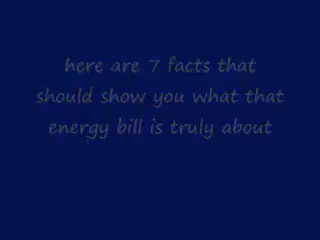 here are 7 facts that
should show you what that
energy bill is truly about